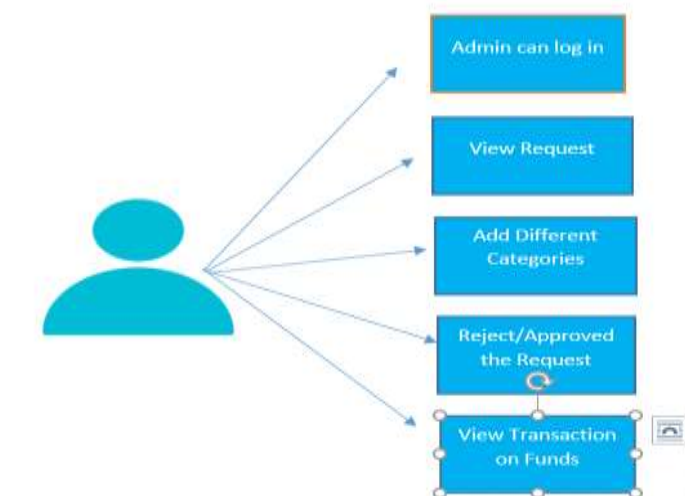 Admin can log in
View Request
Add Different
Categories
Reject/Approved
the Request
View Transaction
on Funds